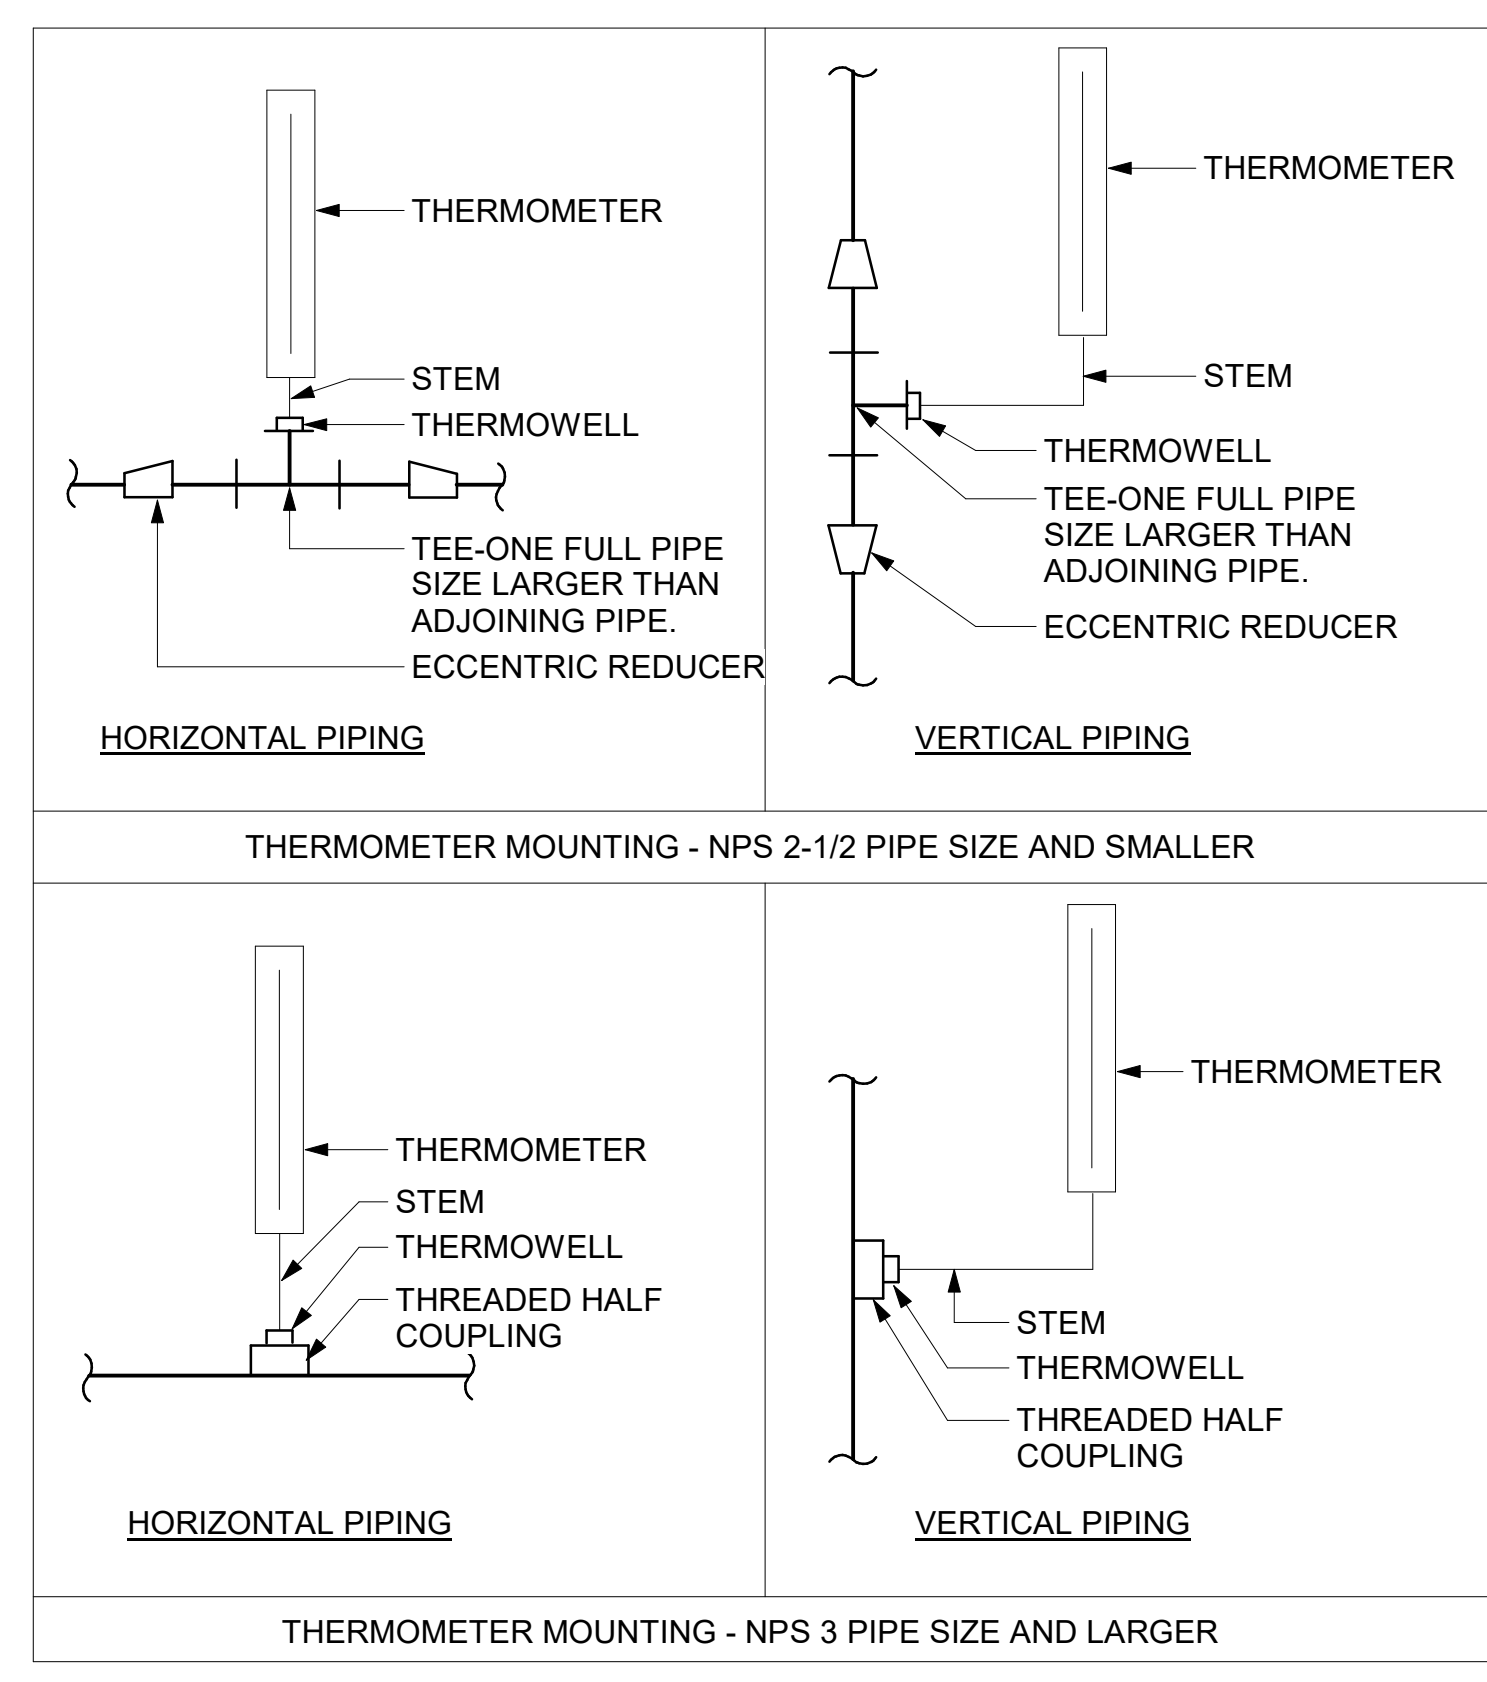 THERMOMETER
STEM
THERMOWELL
TEE-ONE FULL PIPE
SIZE LARGER THAN
ADJOINING PIPE.
ECCENTRIC REDUCER
HORIZONTAL PIPING
THERMOMETER
STEM
THERMOWELL
TEE-ONE FULL PIPE
SIZE LARGER THAN
ADJOINING PIPE.
ECCENTRIC REDUCER
VERTICAL PIPING
THERMOMETER MOUNTING - NPS 2-1/2 PIPE SIZE AND SMALLER
THERMOMETER
STEM
THERMOWELL
THREADED HALF
COUPLING
HORIZONTAL PIPING
THERMOMETER
STEM
THERMOWELL
THREADED HALF
COUPLING
VERTICAL PIPING
THERMOMETER MOUNTING - NPS 3 PIPE SIZE AND LARGER